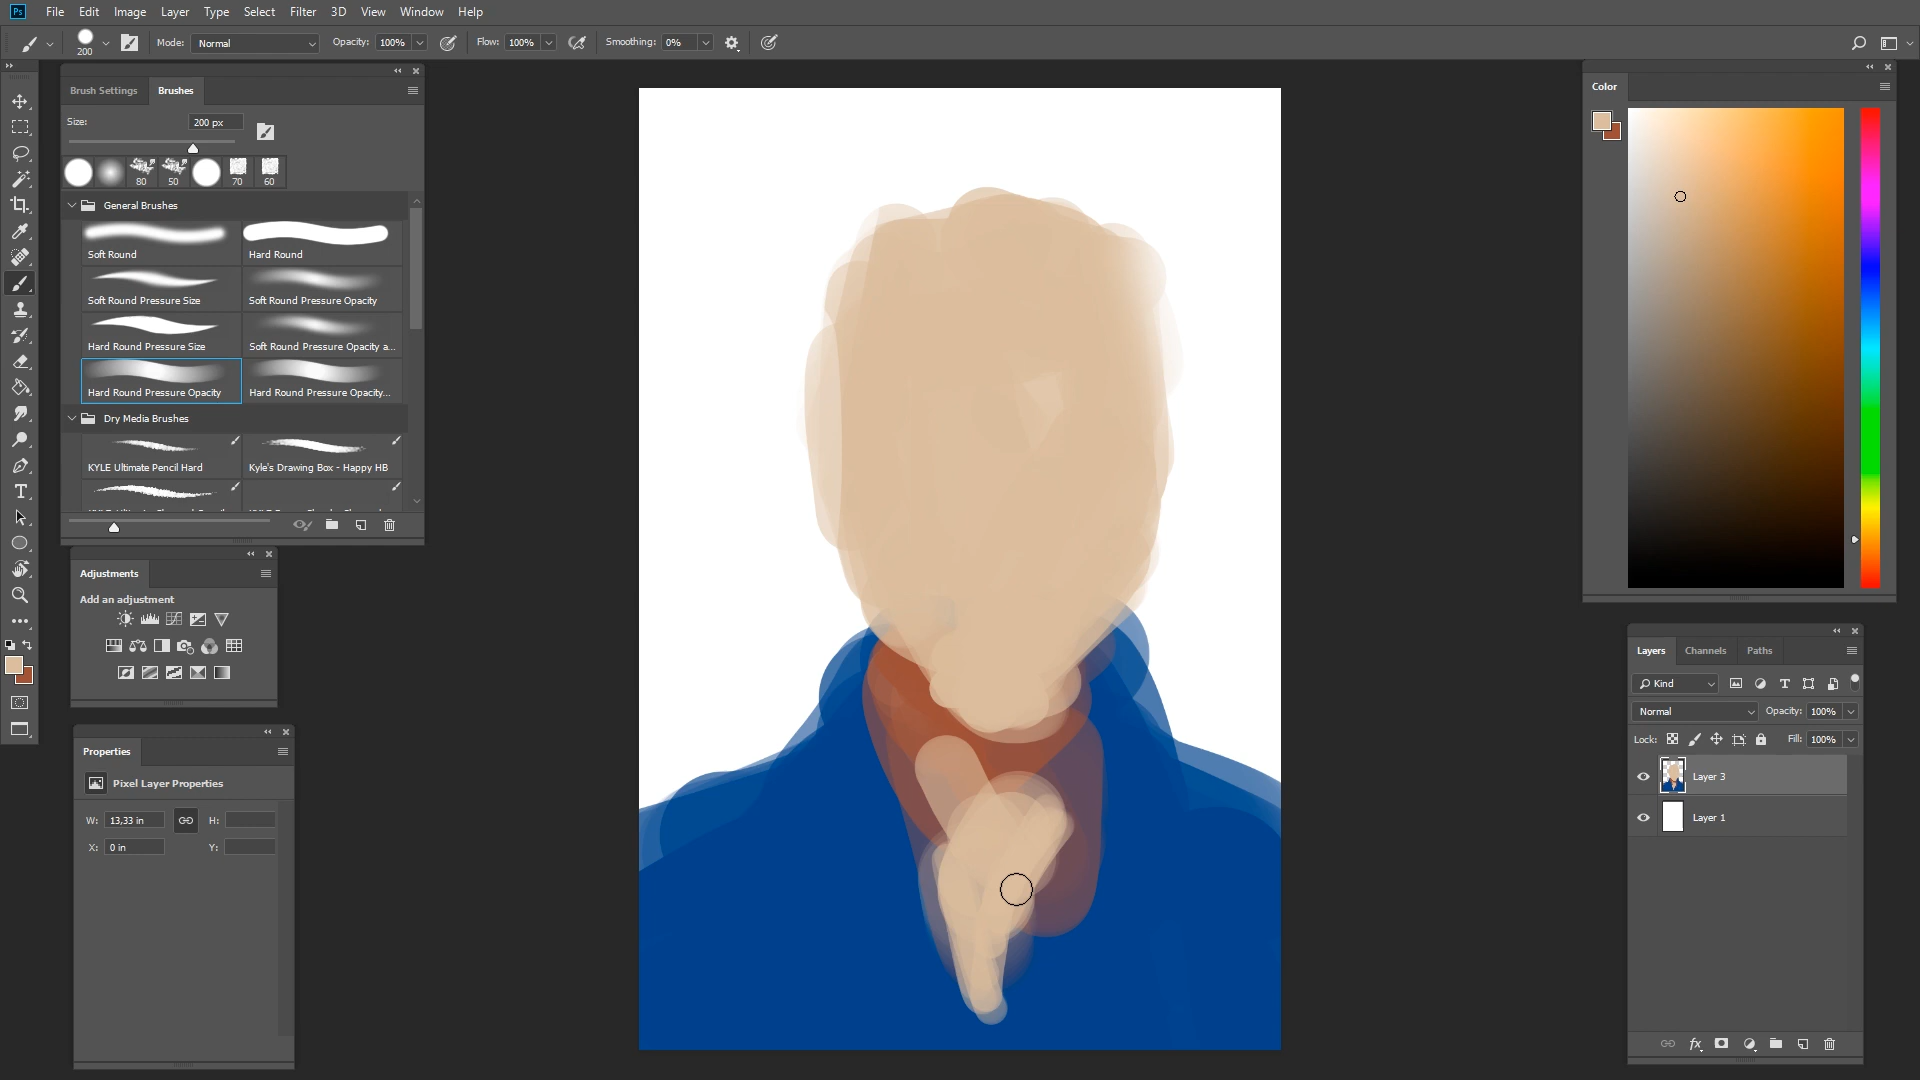 Ps File Edit Image Layer Type Select Filter 3D View Window Help
200 Mode: Normal Opacity: 100% Flow: 100% Smoothing: 0%
Brush Settings Brushes
Size: 200 px
80 50 70 60
General Brushes
Soft Round Hard Round
Soft Round Pressure Size Soft Round Pressure Opacity
Hard Round Pressure Size Soft Round Pressure Opacity a...
Hard Round Pressure Opacity Hard Round Pressure Opacity...
Dry Media Brushes
KYLE Ultimate Pencil Hard Kyle's Drawing Box - Happy HB
Adjustments
Add an adjustment
Properties
Pixel Layer Properties
W: 13,33 in H:
X: 0 in Y:
Color
Layers Channels Paths
Kind
Normal Opacity: 100%
Lock: Fill: 100%
Layer 3
Layer 1